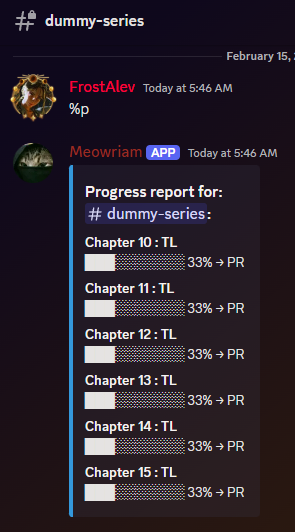 # dummy-series
February 15, 2
FrostAlev Today at 5:46 AM
%p
Meowriam APP Today at 5:46 AM
Progress report for:
# dummy-series:
Chapter 10 : TL
███░░░░░░░ 33% → PR
Chapter 11 : TL
███░░░░░░░ 33% → PR
Chapter 12 : TL
███░░░░░░░ 33% → PR
Chapter 13 : TL
███░░░░░░░ 33% → PR
Chapter 14 : TL
███░░░░░░░ 33% → PR
Chapter 15 : TL
███░░░░░░░ 33% → PR